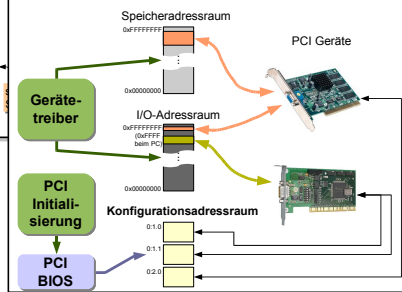 Speicheradressraum
0xFFFFFFFF
PCI Geräte
0x00000000
Geräte-
treiber
I/O-Adressraum
0xFFFFFFFF
(0xFFFF
beim PC)
0x00000000
PCI
Initiali-
sierung
Konfigurationsadressraum
0:1.0
0:1.1
0:2.0
PCI
BIOS